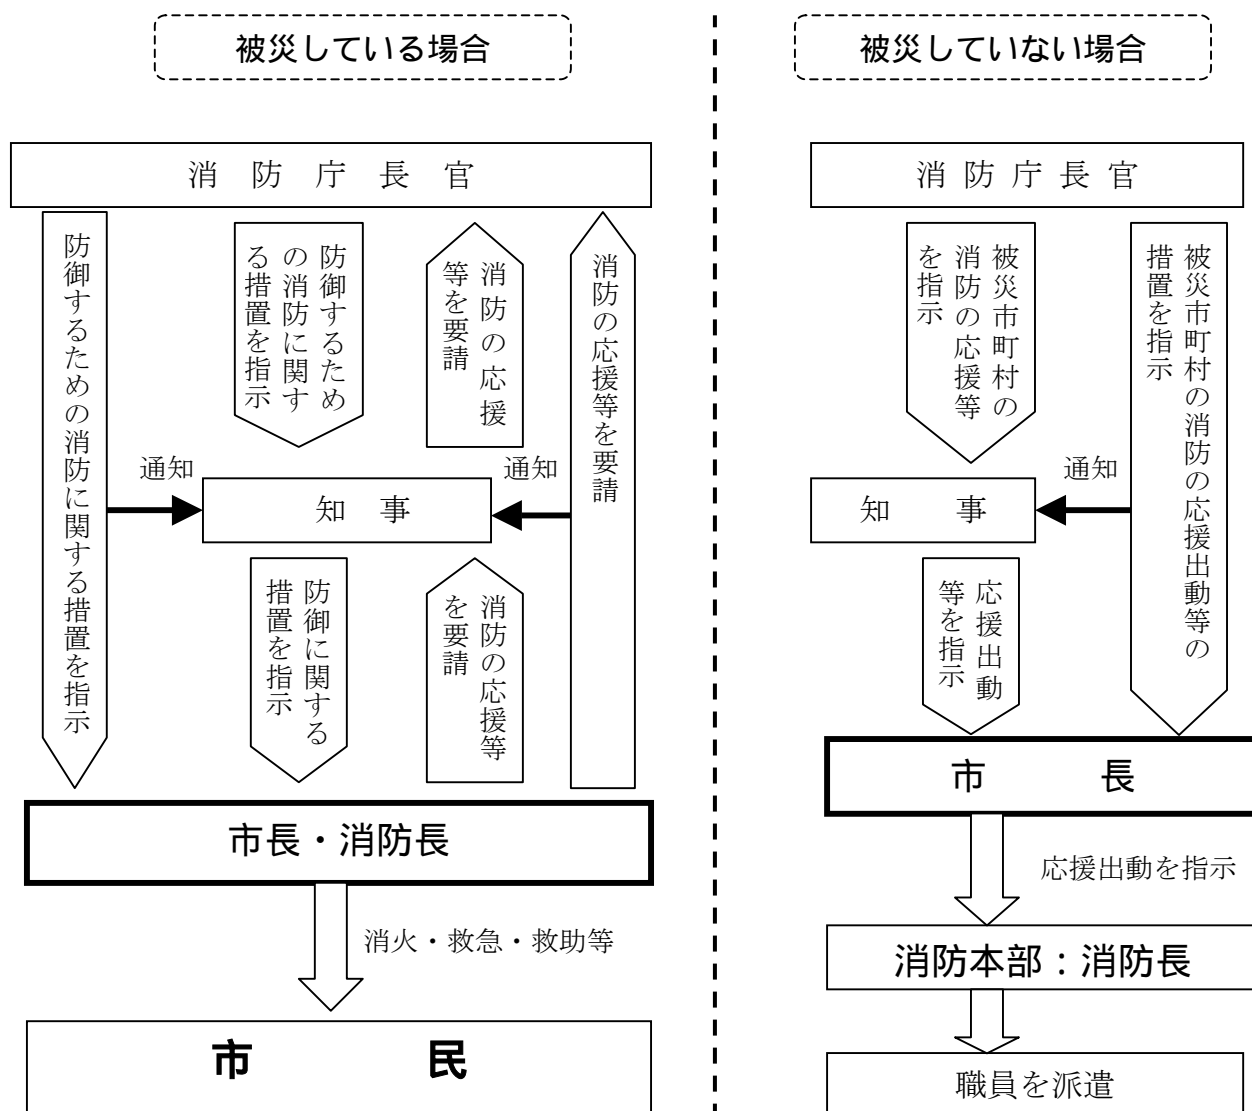 被災している場合
消防庁長官
防御するための消防に関する措置を指示
防御するため
の消防に関す
る措置を指示
消防の応援
等を要請
消防の応援等を要請
通知
通知
知事
防御に関する
措置を指示
消防の応援等
を要請
市長・消防長
消火・救急・救助等
市民
被災していない場合
消防庁長官
被災市町村の
消防の応援等
を指示
被災市町村の消防の応援出動等の
措置を指示
通知
知事
応援出動
等を指示
市長
応援出動を指示
消防本部:消防長
職員を派遣